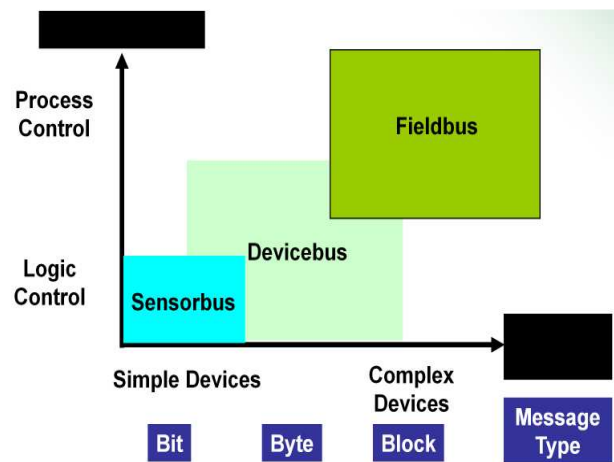 Process
Control
Fieldbus
Devicebus
Logic
Control
Sensorbus
Simple Devices
Complex
Devices
Bit
Byte
Block
Message
Type